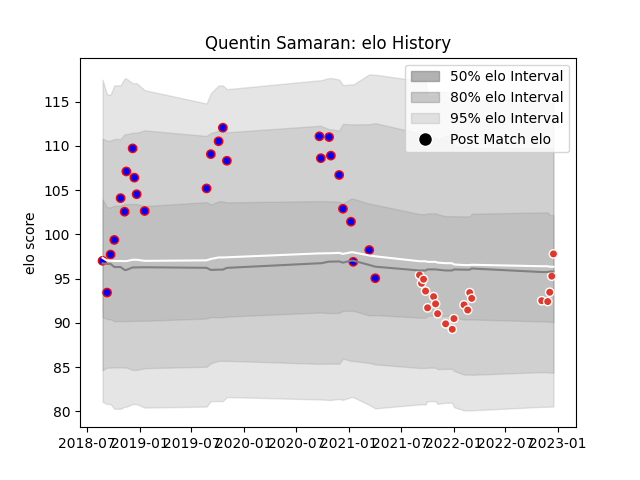 Quentin Samaran: elo History
50% elo Interval
80% elo Interval
95% elo Interval
Post Match elo
elo score
115
110
105
100
95
90
85
80
2018-07 2019-01 2019-07 2020-01 2020-07 2021-01 2021-07 2022-01 2022-07 2023-01